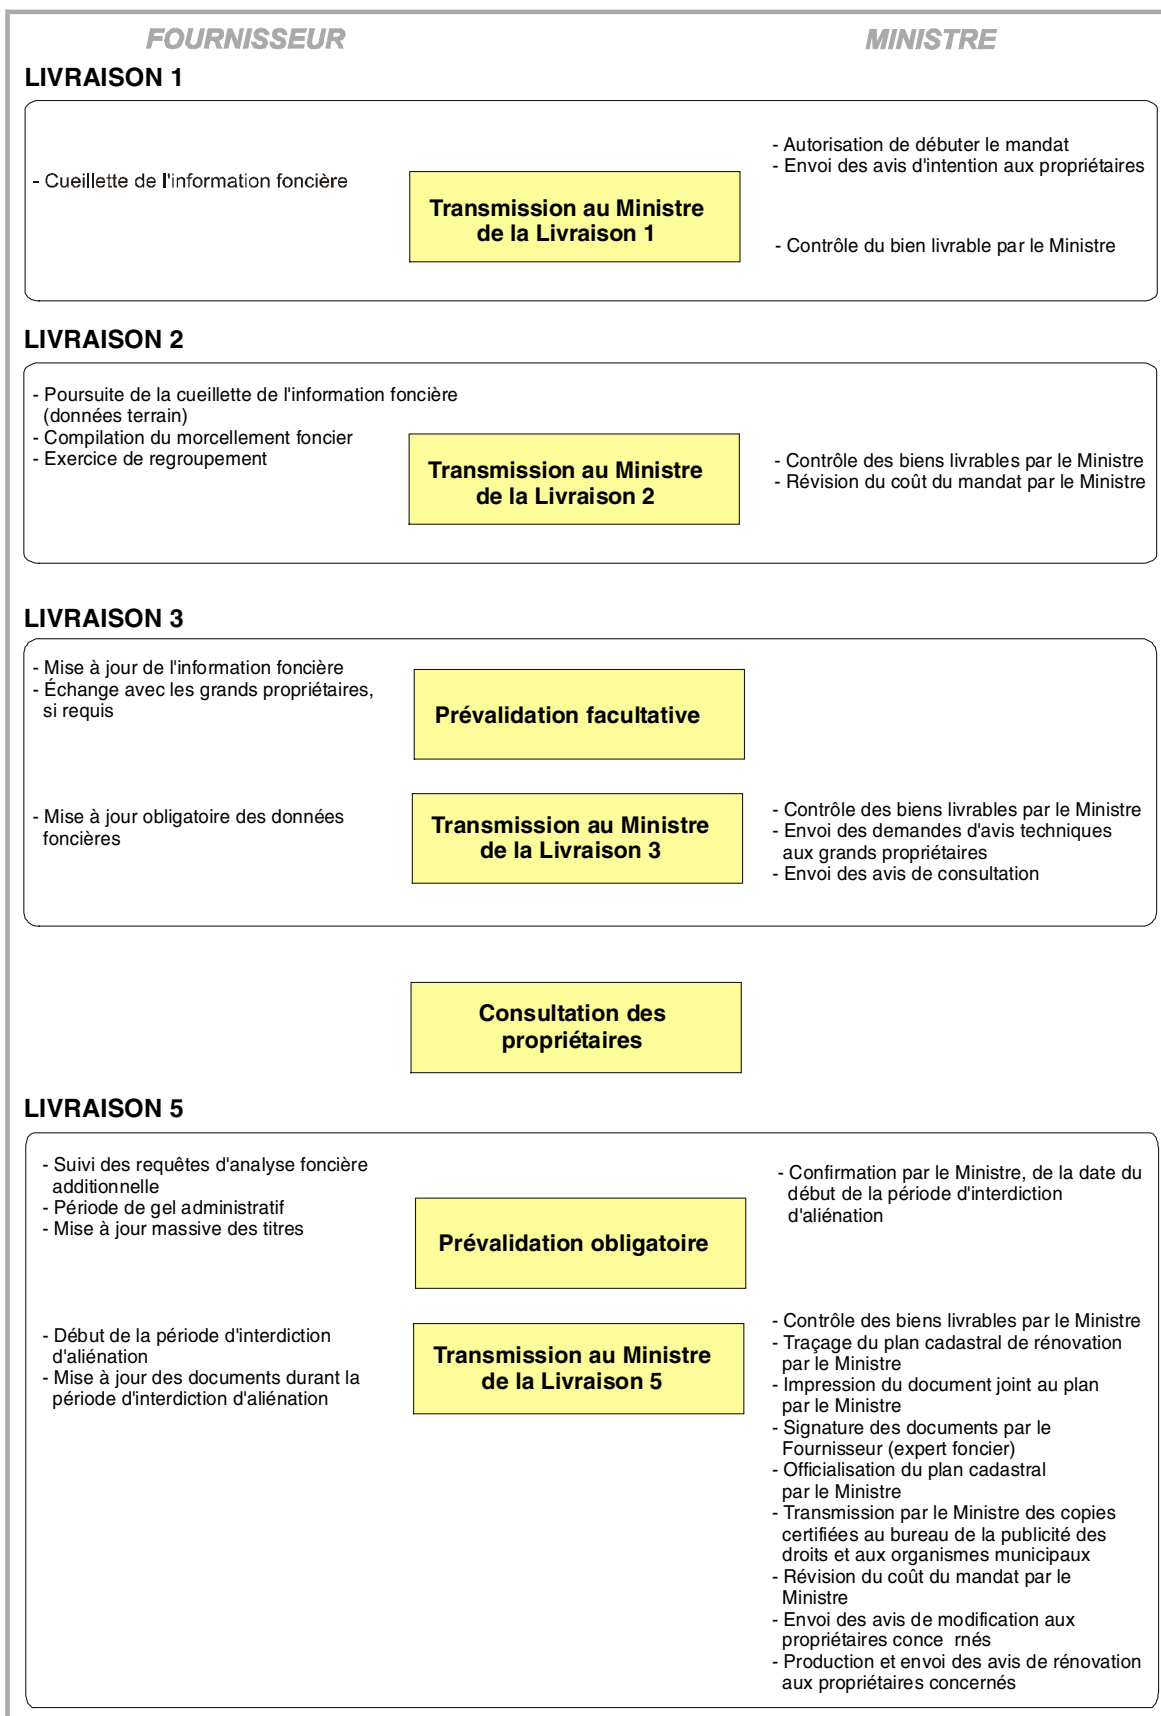 FOURNISSEUR
MINISTRE
LIVRAISON 1
- Cueillette de l'information foncière
Transmission au Ministre
de la Livraison 1
- Autorisation de débuter le mandat
- Envoi des avis d'intention aux propriétaires
- Contrôle du bien livrable par le Ministre
LIVRAISON 2
- Poursuite de la cueillette de l'information foncière
(données terrain)
- Compilation du morcellement foncier
- Exercice de regroupement
Transmission au Ministre
de la Livraison 2
- Contrôle des biens livrables par le Ministre
- Révision du coût du mandat par le Ministre
LIVRAISON 3
- Mise à jour de l'information foncière
- Échange avec les grands propriétaires,
si requis
Prévalidation facultative
- Mise à jour obligatoire des données
foncières
Transmission au Ministre
de la Livraison 3
- Contrôle des biens livrables par le Ministre
- Envoi des demandes d'avis techniques
aux grands propriétaires
- Envoi des avis de consultation
Consultation des
propriétaires
LIVRAISON 5
- Suivi des requêtes d'analyse foncière
additionnelle
- Période de gel administratif
- Mise à jour massive des titres
Prévalidation obligatoire
- Confirmation par le Ministre, de la date du
début de la période d'interdiction
d'aliénation
- Début de la période d'interdiction
d'aliénation
- Mise à jour des documents durant la
période d'interdiction d'aliénation
Transmission au Ministre
de la Livraison 5
- Contrôle des biens livrables par le Ministre
- Traçage du plan cadastral de rénovation
par le Ministre
- Impression du document joint au plan
par le Ministre
- Signature des documents par le
Fournisseur (expert foncier)
- Officialisation du plan cadastral
par le Ministre
- Transmission par le Ministre des copies
certifiées au bureau de la publicité des
droits et aux organismes municipaux
- Révision du coût du mandat par le
Ministre
- Envoi des avis de modification aux
propriétaires conce rnés
- Production et envoi des avis de rénovation
aux propriétaires concernés